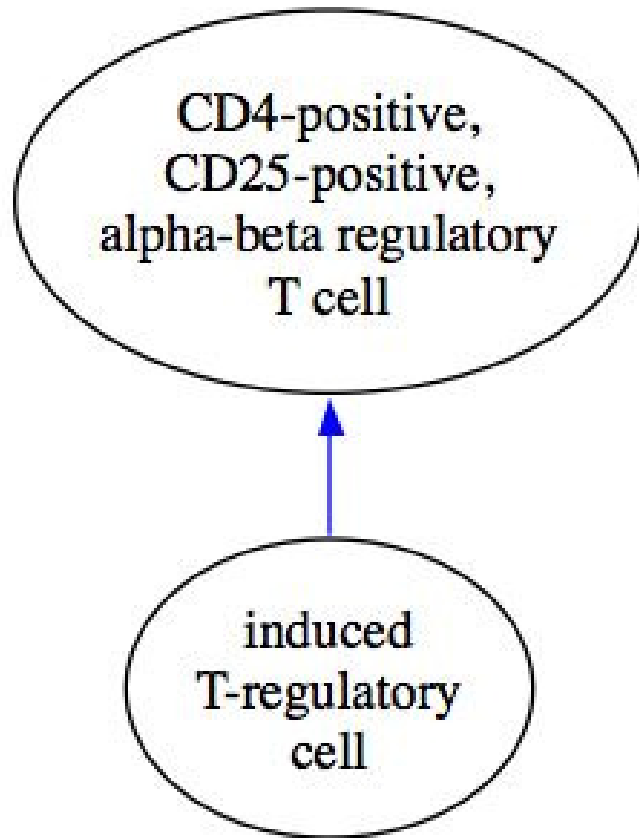 CD4-positive,
CD25-positive,
alpha-beta regulatory
T cell
induced
T-regulatory
cell